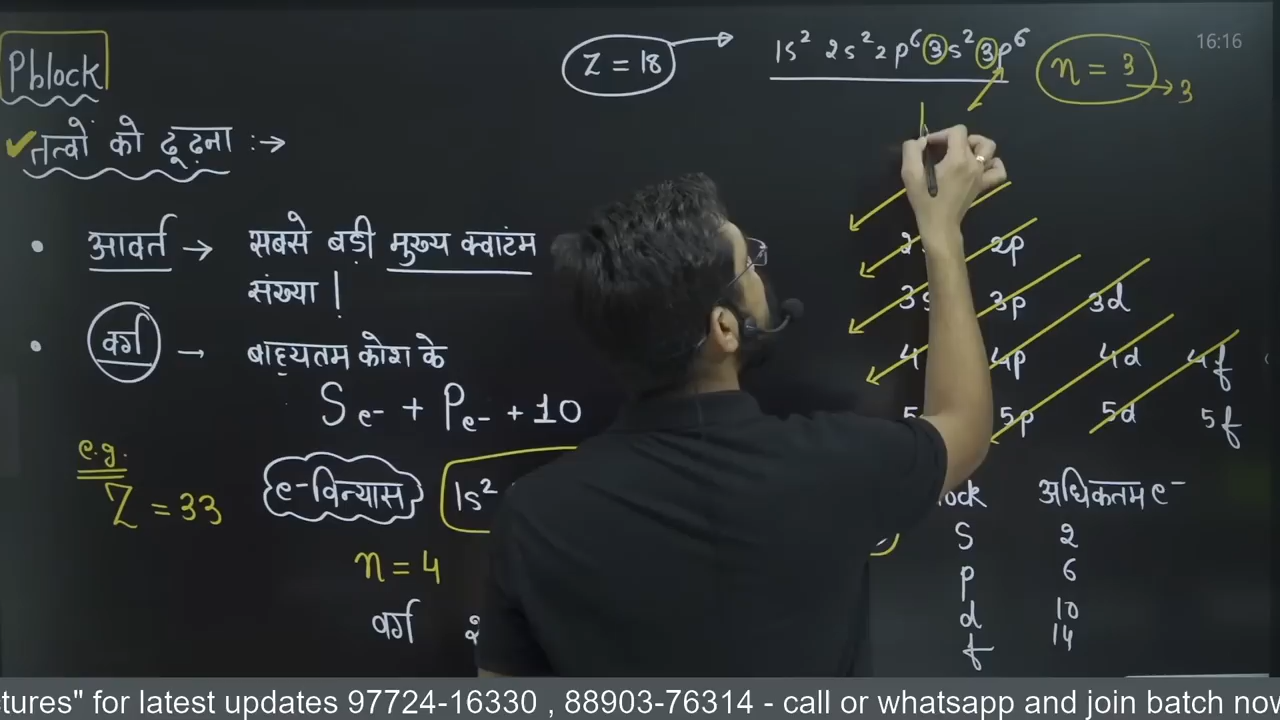 Pblock
Z = 18 → 1s² 2s² 2p⁶ 3s² 3p⁶
n = 3 → 3
16:16
✓ तत्वो को ढूढ़ना :→
• आवर्त → सबसे बड़ी मुख्य क्वांटम
संख्या |
• वर्ग → बाह्यतम कोश के
S e- + P e- + 10
e.g.
Z = 33
e-विन्यास
1s²
n = 4
वर्ग
2p
3p 3d
4p 4d 4f
5p 5d 5f
अधिकतम e-
S 2
p 6
d 10
f 14
ctures" for latest updates 97724-16330 , 88903-76314 - call or whatsapp and join batch now